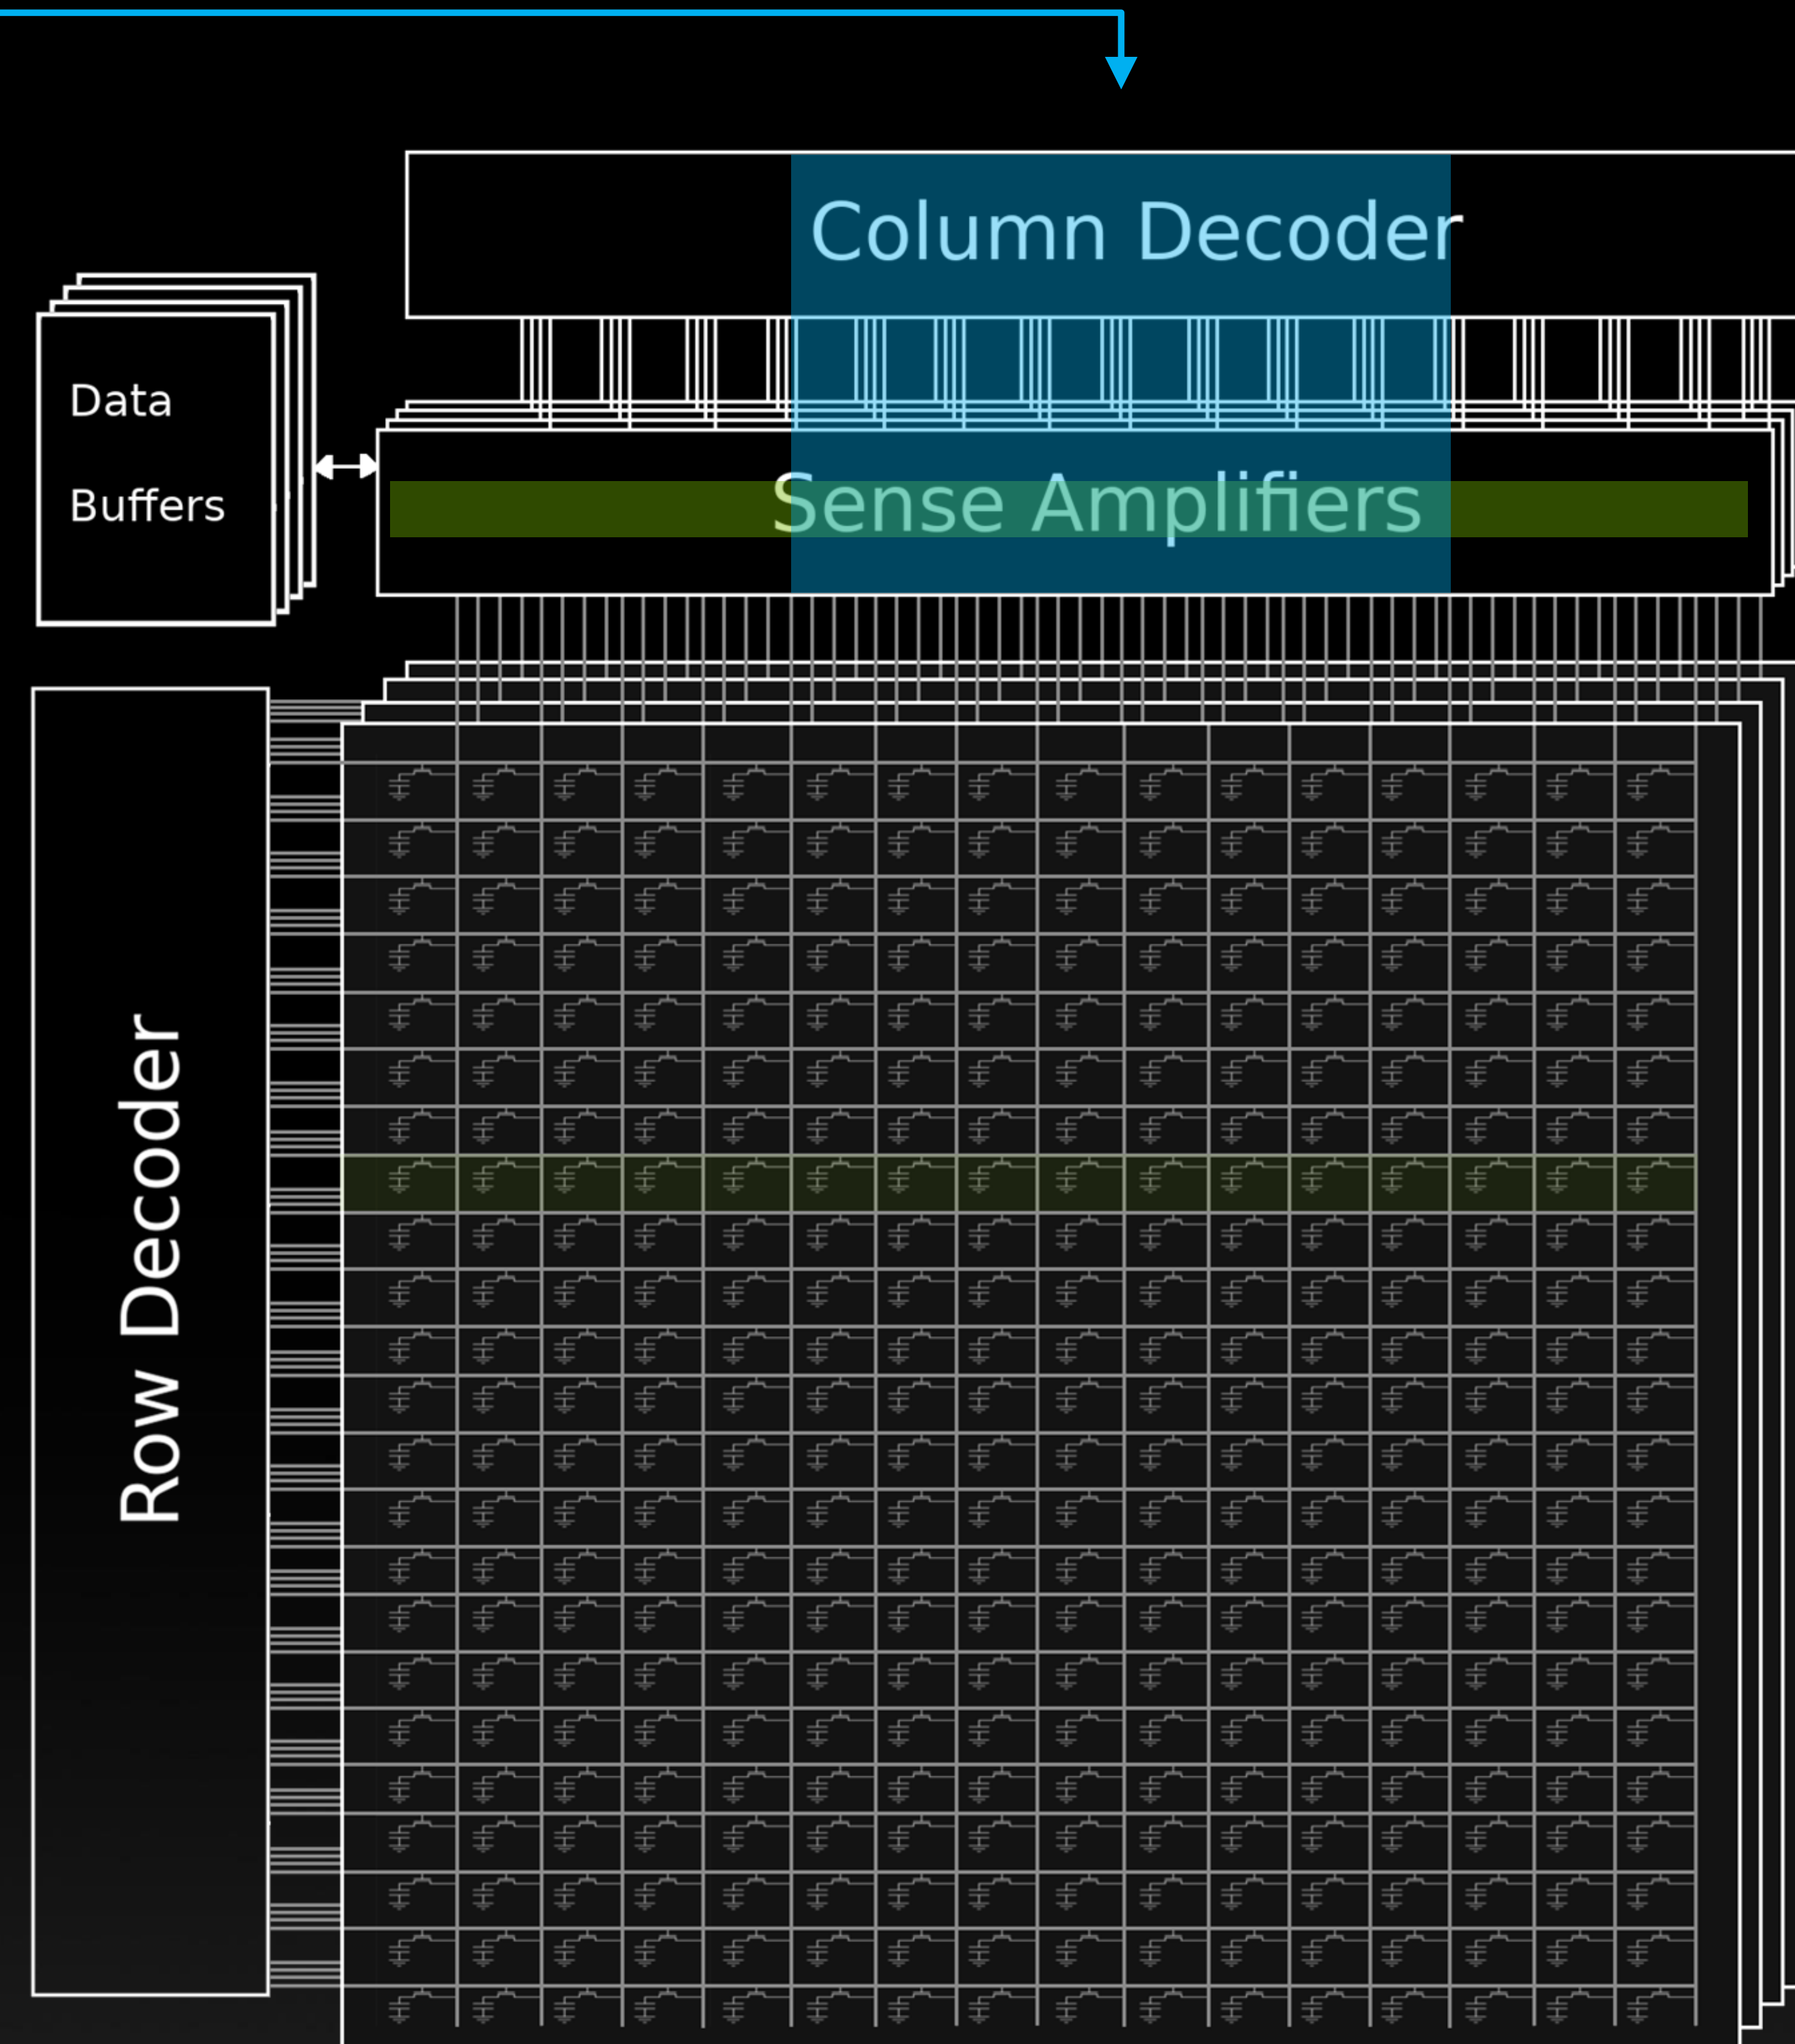 Column Decoder
Data
Buffers
Sense Amplifiers
Row Decoder